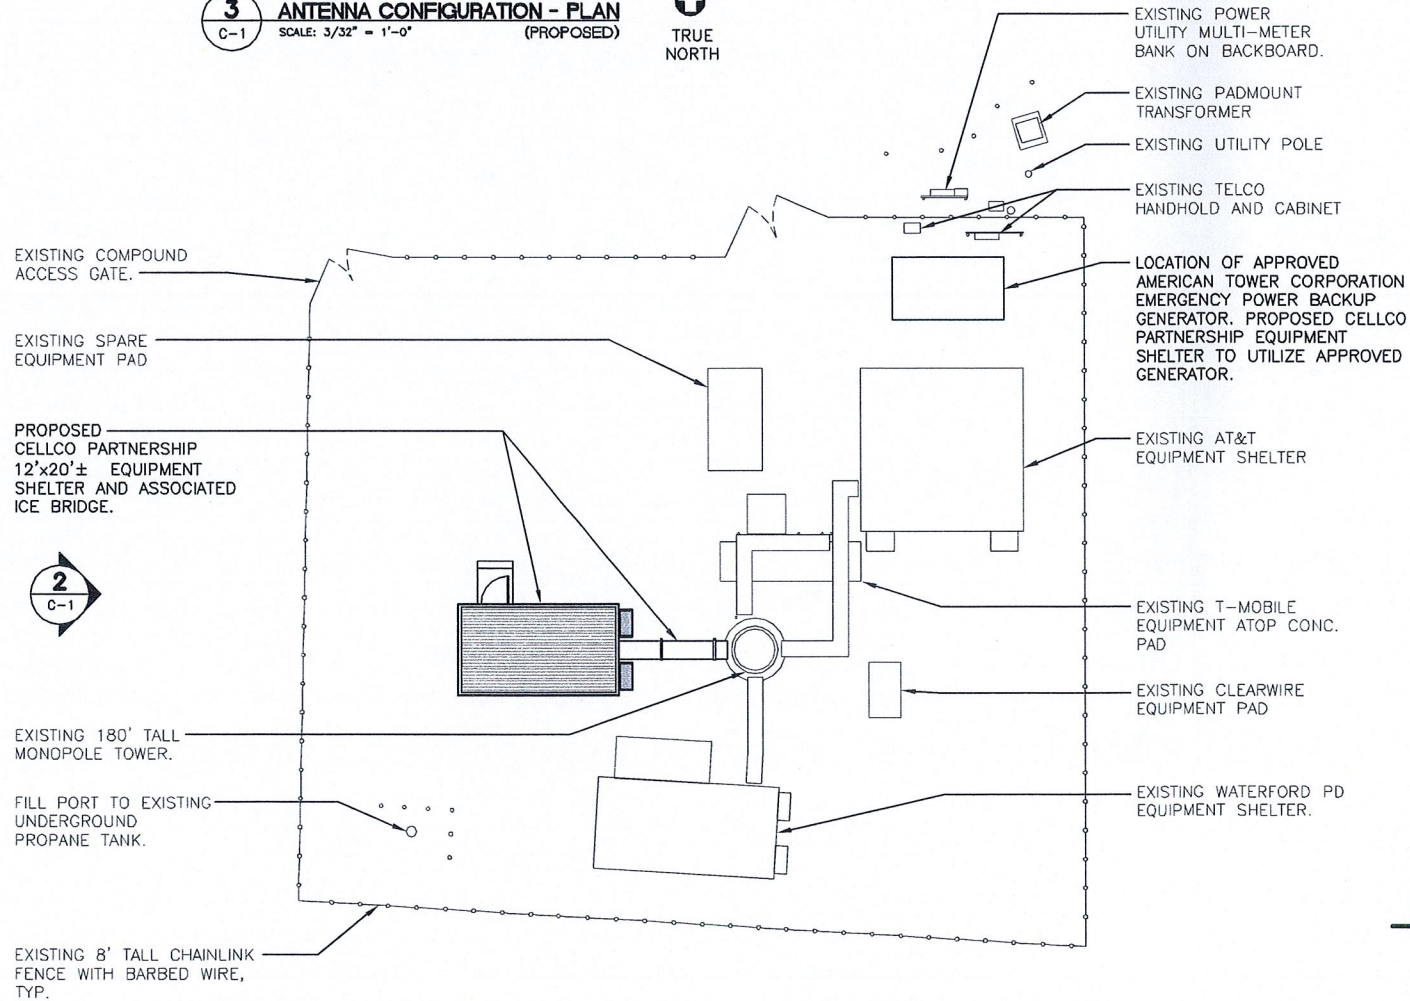 3
C-1
ANTENNA CONFIGURATION - PLAN
SCALE: 3/32" = 1'-0"
(PROPOSED)
TRUE
NORTH
EXISTING POWER
UTILITY MULTI-METER
BANK ON BACKBOARD.
EXISTING PADMOUNT
TRANSFORMER
EXISTING UTILITY POLE
EXISTING TELCO
HANDHOLD AND CABINET
LOCATION OF APPROVED
AMERICAN TOWER CORPORATION
EMERGENCY POWER BACKUP
GENERATOR. PROPOSED CELLCO
PARTNERSHIP EQUIPMENT
SHELTER TO UTILIZE APPROVED
GENERATOR.
EXISTING AT&T
EQUIPMENT SHELTER
EXISTING T-MOBILE
EQUIPMENT ATOP CONC.
PAD
EXISTING CLEARWIRE
EQUIPMENT PAD
EXISTING WATERFORD PD
EQUIPMENT SHELTER.
EXISTING COMPOUND
ACCESS GATE.
EXISTING SPARE
EQUIPMENT PAD
PROPOSED
CELLCO PARTNERSHIP
12'x20'± EQUIPMENT
SHELTER AND ASSOCIATED
ICE BRIDGE.
2
C-1
EXISTING 180' TALL
MONOPOLE TOWER.
FILL PORT TO EXISTING
UNDERGROUND
PROPANE TANK.
EXISTING 8' TALL CHAINLINK
FENCE WITH BARBED WIRE,
TYP.